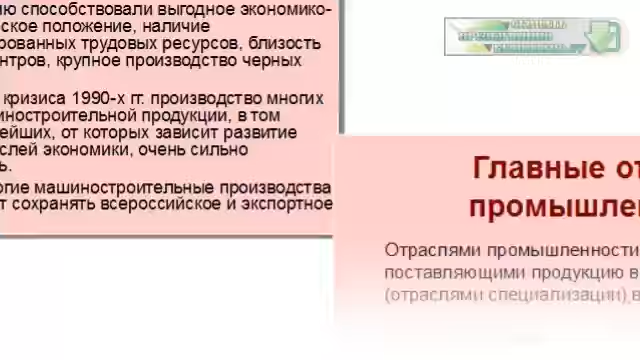 ю способствовали выгодное экономико-
ское положение, наличие
рованных трудовых ресурсов, близость
нтров, крупное производство черных
кризиса 1990-х гг. производство многих
иностроительной продукции, в том
ейших, от которых зависит развитие
слей экономики, очень сильно
ь.
огие машиностроительные производства
т сохранять всероссийское и экспортное
Главные от
промышлен
Отраслями промышленности
поставляющими продукцию в
(отраслями специализации) в